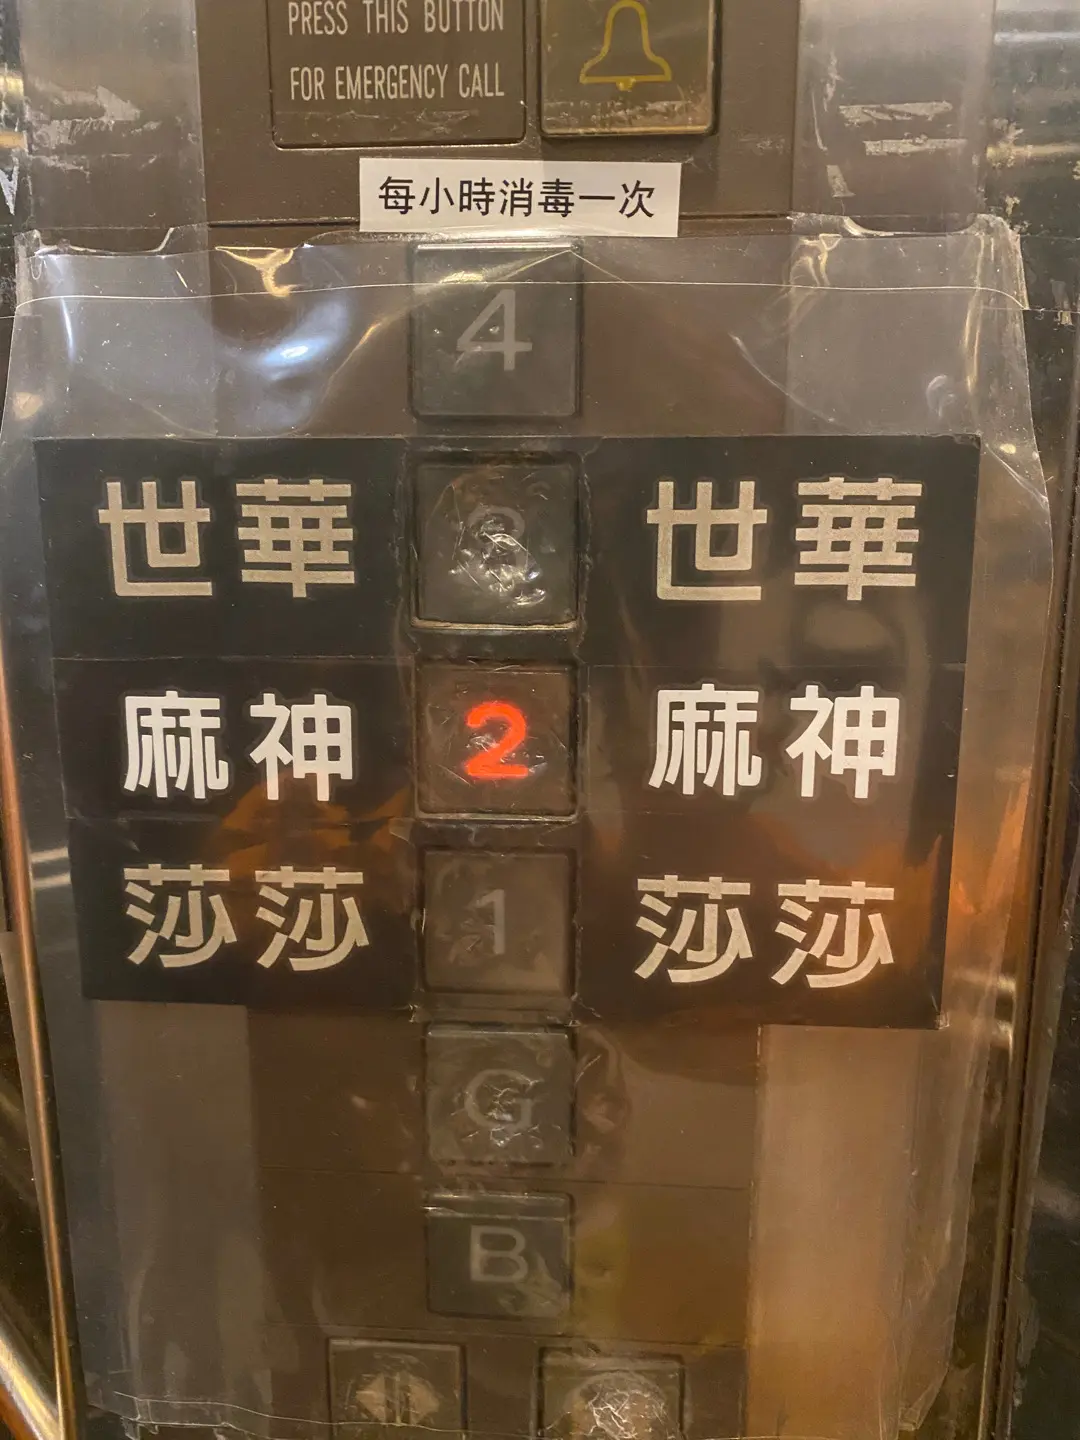 PRESS THIS BUTTON
FOR EMERGENCY CALL
每小時消毒一次
4
世華 3 世華
麻神 2 麻神
莎莎 1 莎莎
G
B